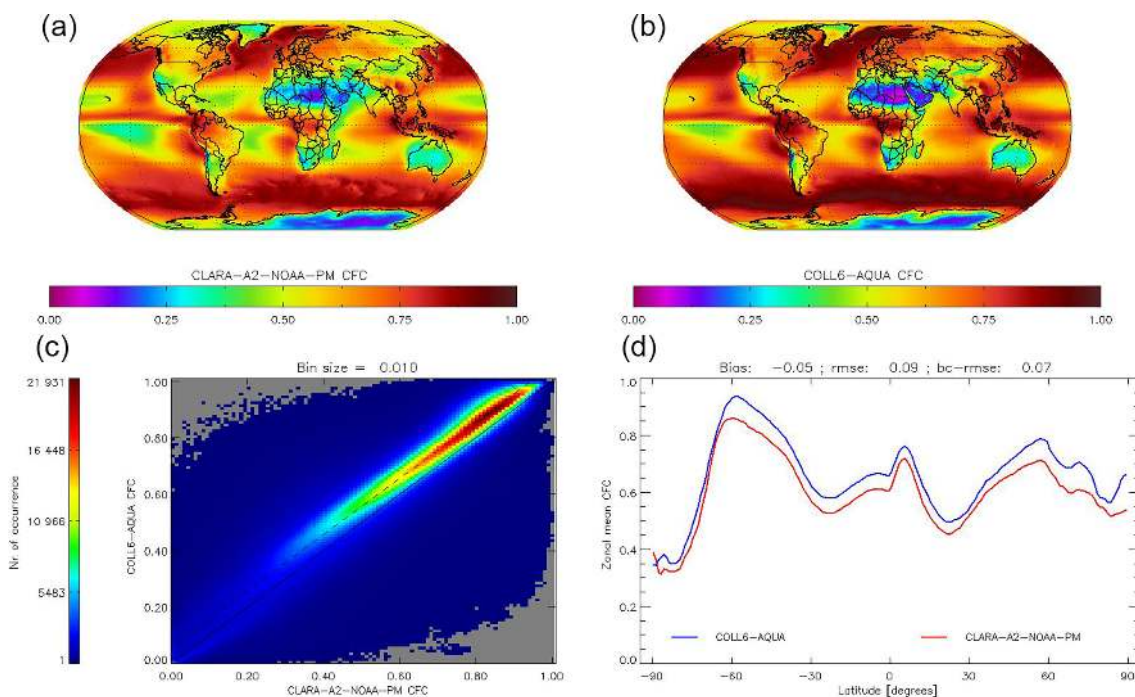 (a)
(b)
CLARA-A2-NOAA-PM CFC
0.00 0.25 0.50 0.75 1.00
COLL6-AQUA CFC
0.00 0.25 0.50 0.75 1.00
(c)
Bin size = 0.010
21 931
16 448
10 966
5483
1
Nr. of occurrence
1.00
0.80
0.60
0.40
0.20
0.00
COLL6-AQUA CFC
0.00 0.20 0.40 0.60 0.80 1.00
CLARA-A2-NOAA-PM CFC
(d)
Bias: -0.05 ; rmse: 0.09 ; bc-rmse: 0.07
1.0
0.8
0.6
0.4
0.2
0.0
Zonal mean CFC
COLL6-AQUA
CLARA-A2-NOAA-PM
-90 -60 -30 0 30 60 90
Latitude [degrees]